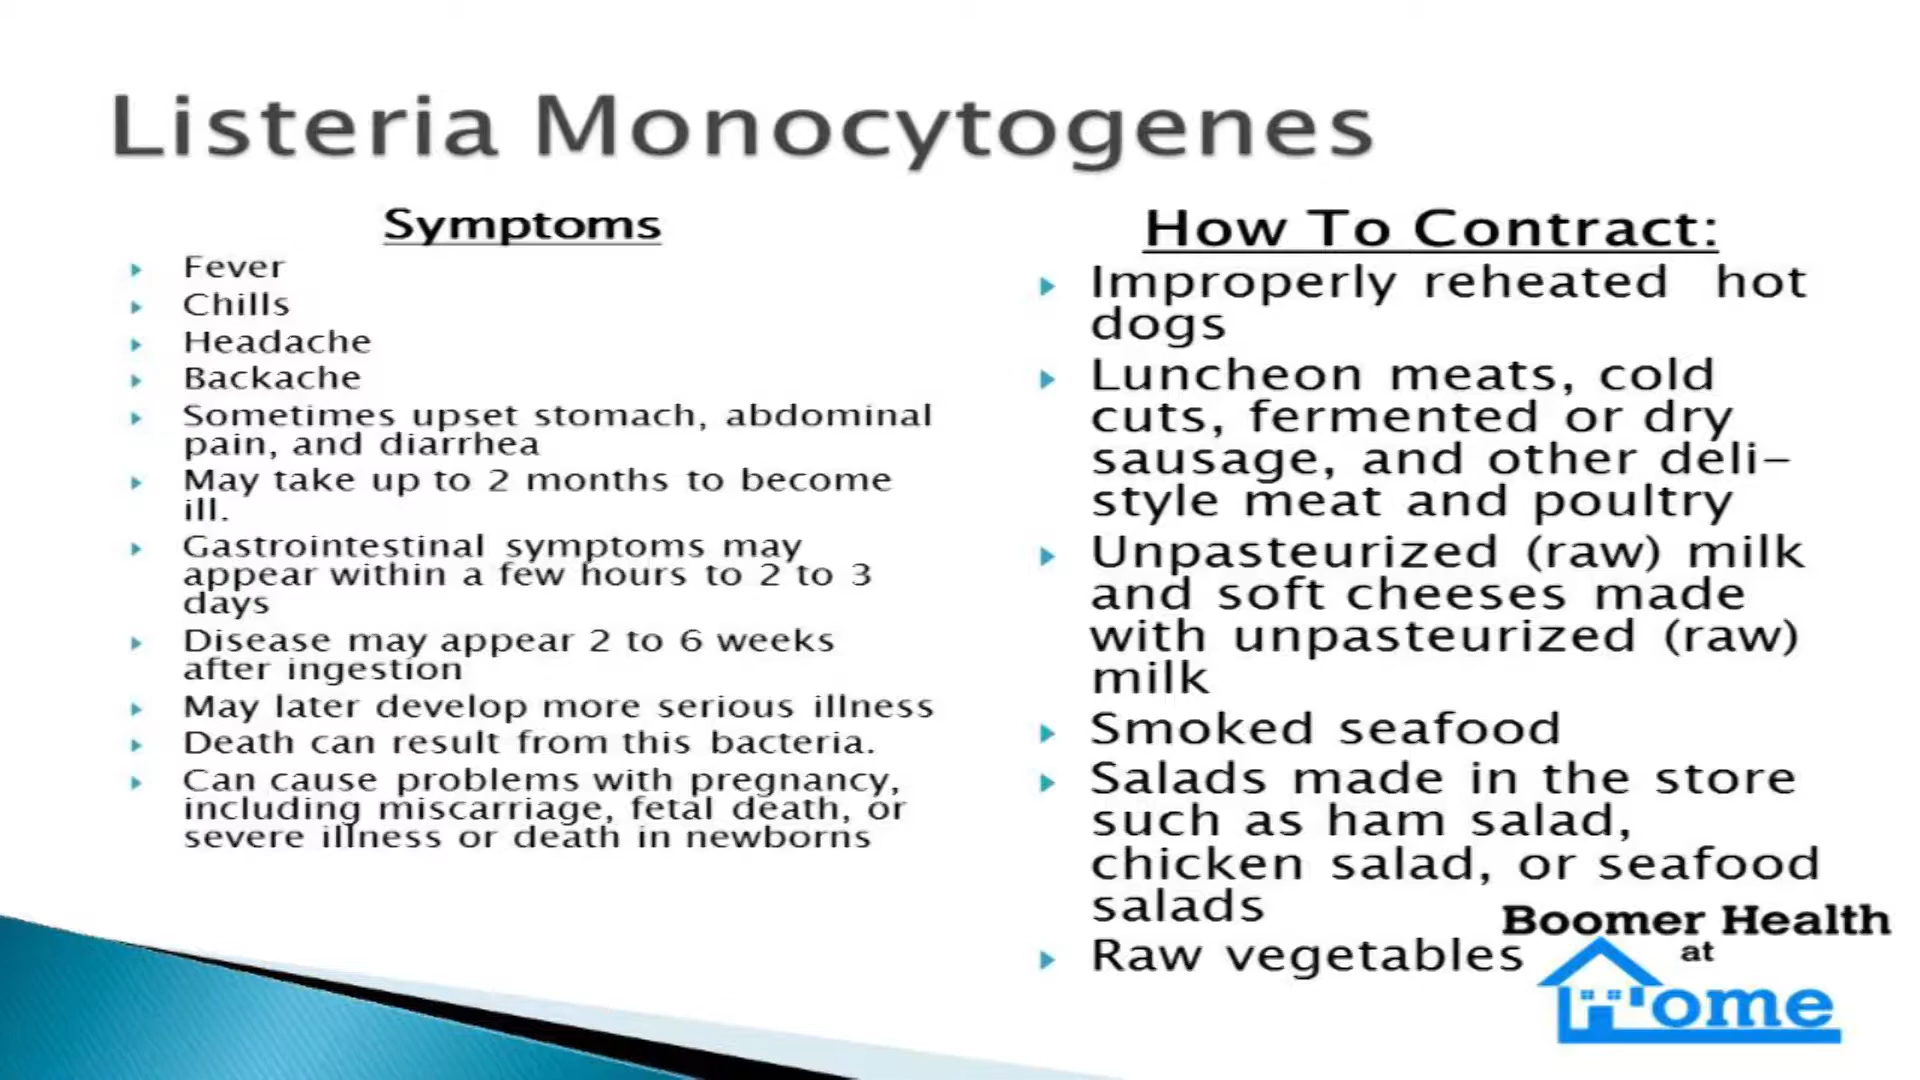 Listeria Monocytogenes
Symptoms
Fever
Chills
Headache
Backache
Sometimes upset stomach, abdominal
pain, and diarrhea
May take up to 2 months to become
ill.
Gastrointestinal symptoms may
appear within a few hours to 2 to 3
days
Disease may appear 2 to 6 weeks
after ingestion
May later develop more serious illness
Death can result from this bacteria.
Can cause problems with pregnancy,
including miscarriage, fetal death, or
severe illness or death in newborns
How To Contract:
Improperly reheated hot
dogs
Luncheon meats, cold
cuts, fermented or dry
sausage, and other deli-
style meat and poultry
Unpasteurized (raw) milk
and soft cheeses made
with unpasteurized (raw)
milk
Smoked seafood
Salads made in the store
such as ham salad,
chicken salad, or seafood
salads
Raw vegetables
Boomer Health
at
Home